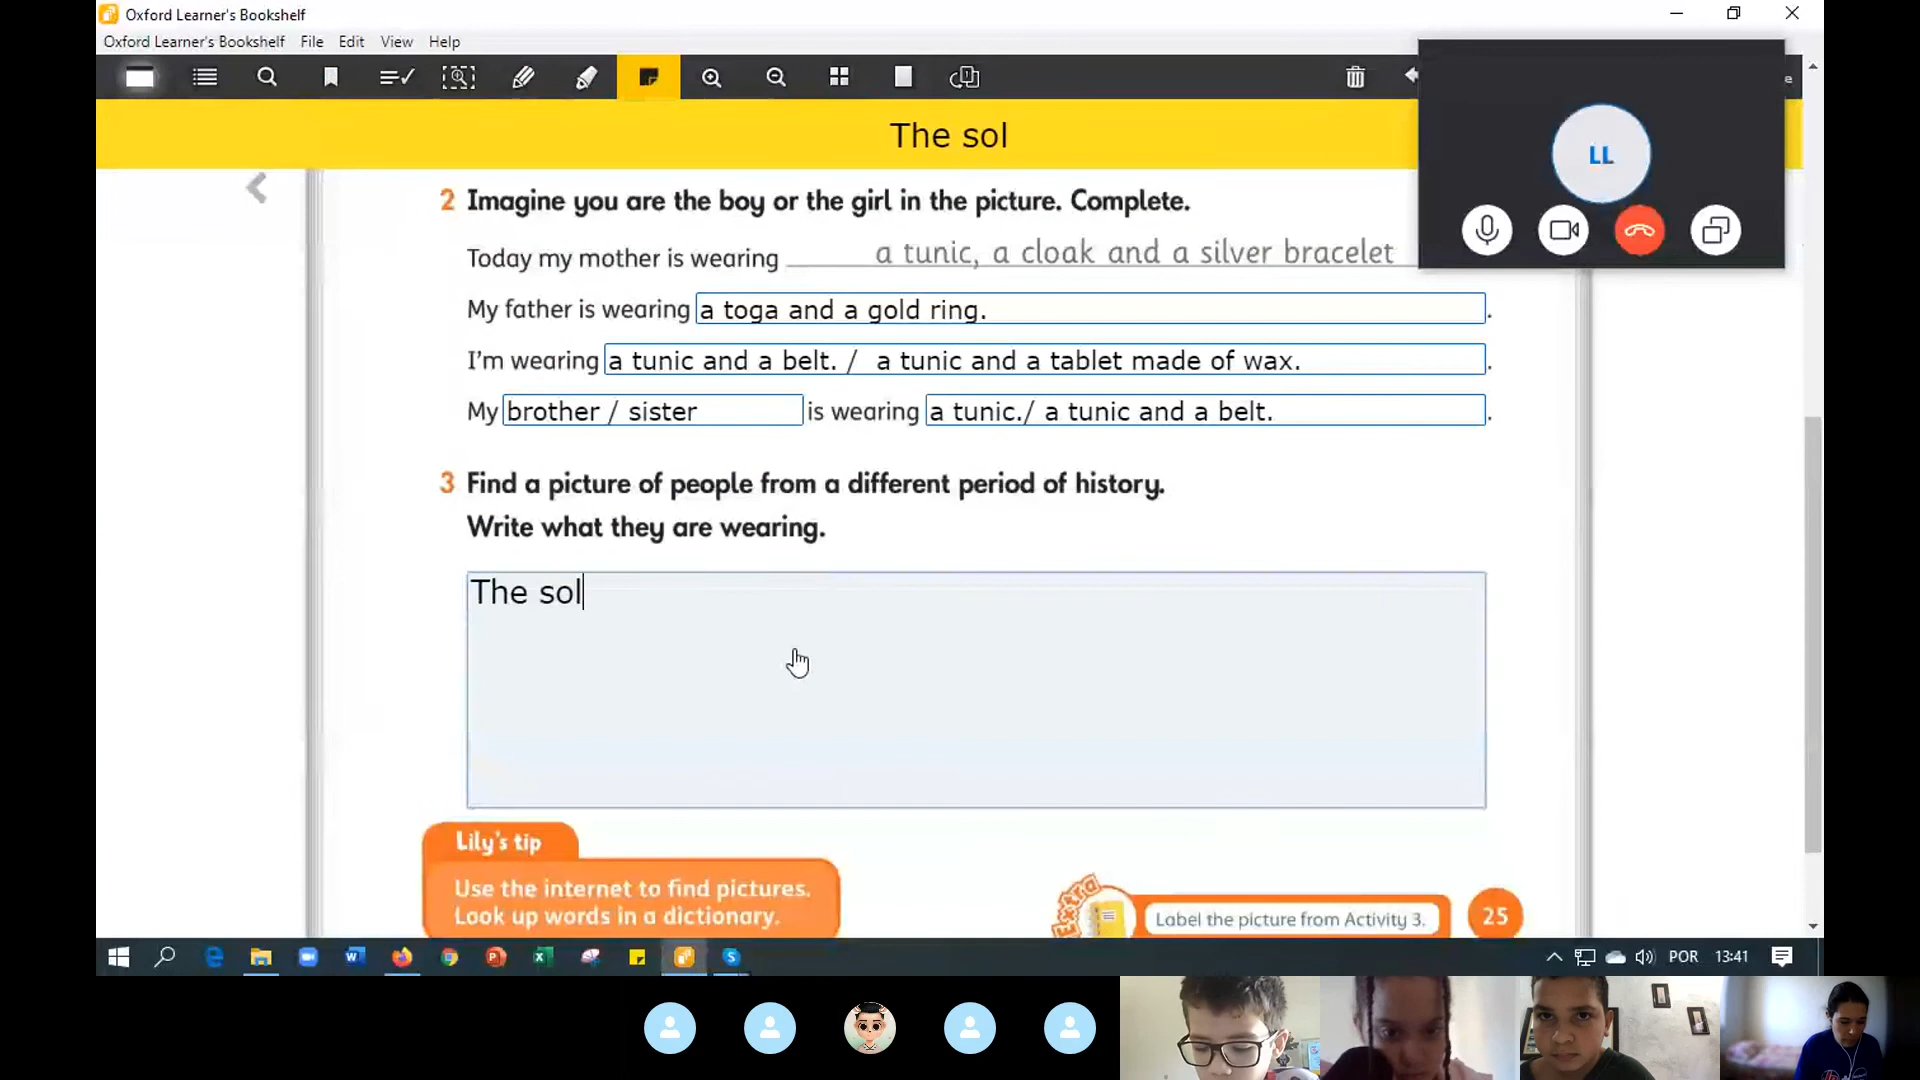 Oxford Learner's Bookshelf
Oxford Learner's Bookshelf File Edit View Help
The sol
LL
2 Imagine you are the boy or the girl in the picture. Complete.
Today my mother is wearing a tunic, a cloak and a silver bracelet
My father is wearing a toga and a gold ring. .
I'm wearing a tunic and a belt. / a tunic and a tablet made of wax. .
My brother / sister is wearing a tunic./ a tunic and a belt. .
3 Find a picture of people from a different period of history.
Write what they are wearing.
The sol
Lily's tip
Use the internet to find pictures.
Look up words in a dictionary.
Extra
Label the picture from Activity 3.
25
POR 13:41